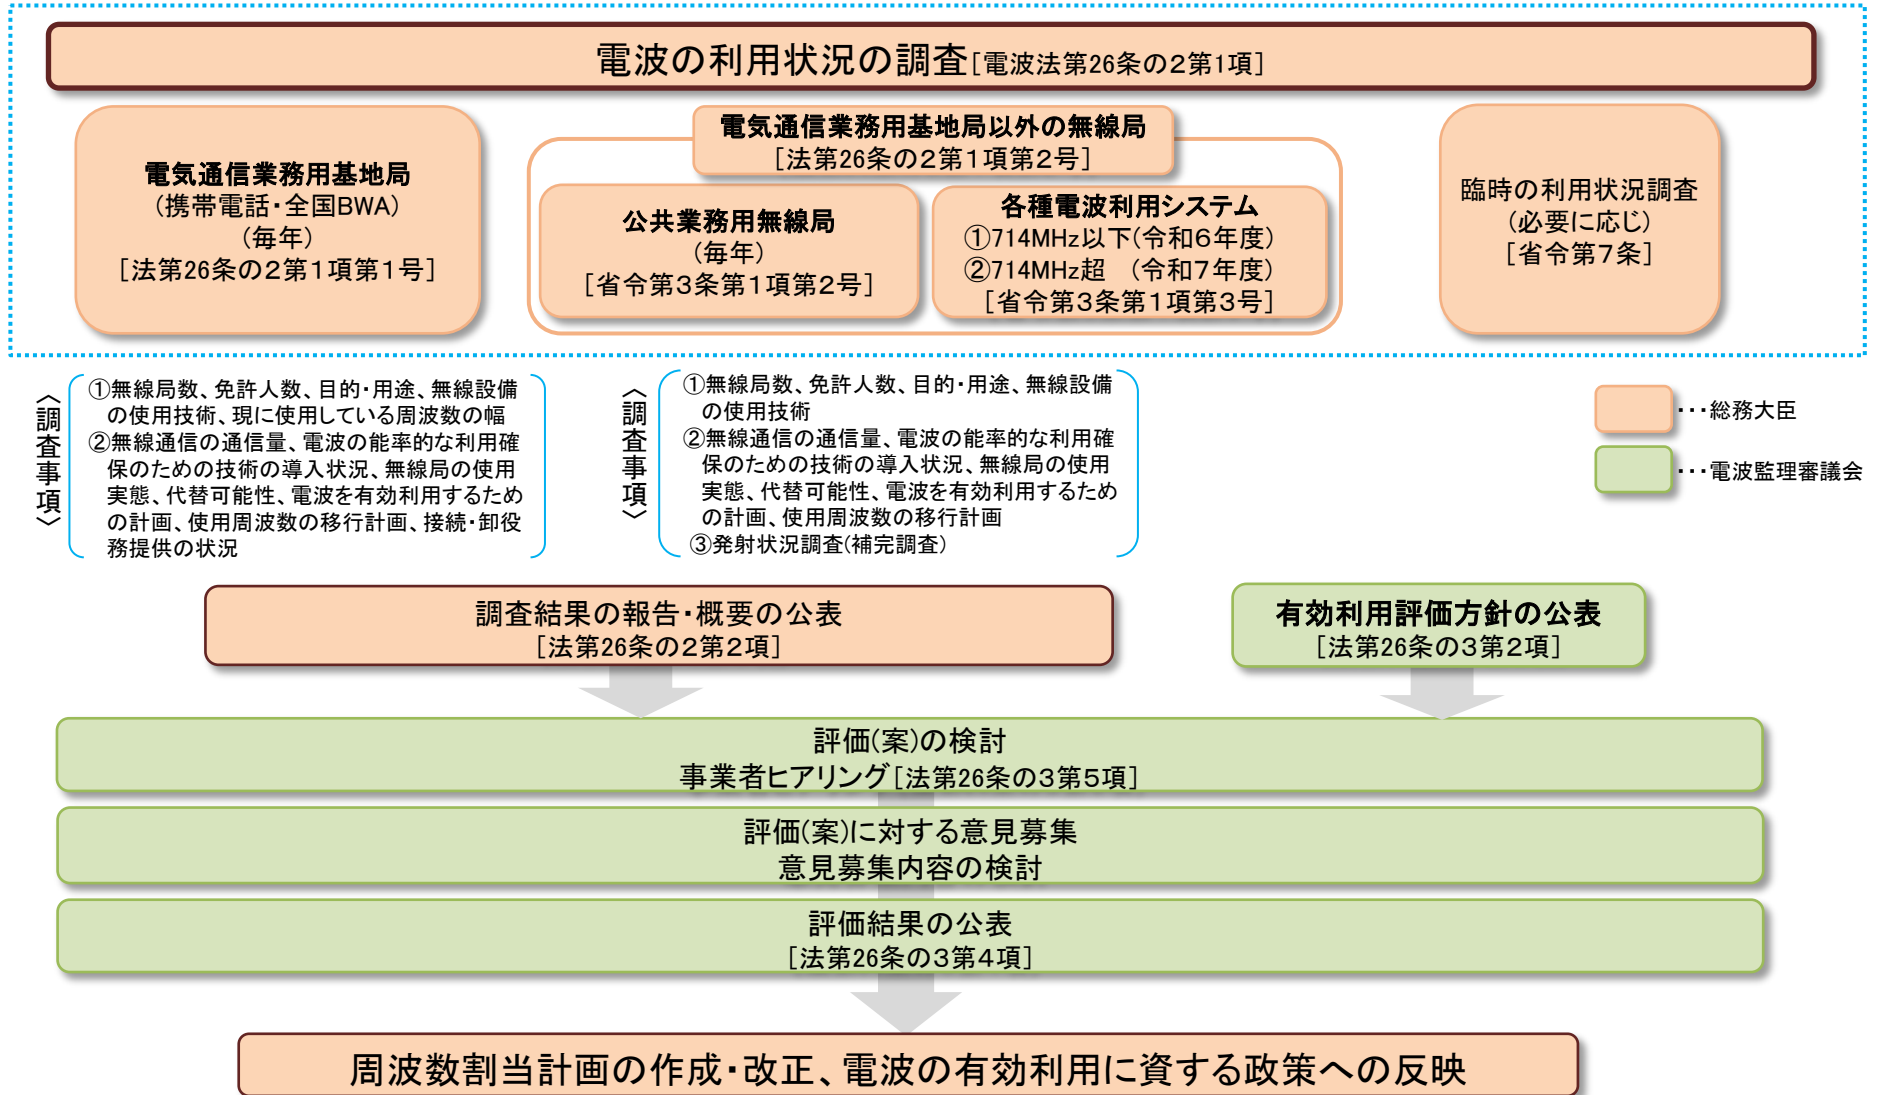 電波の利用状況の調査[電波法第26条の2第1項]
電気通信業務用基地局
(携帯電話・全国BWA)
(毎年)
[法第26条の2第1項第1号]
電気通信業務用基地局以外の無線局
[法第26条の2第1項第2号]
公共業務用無線局
(毎年)
[省令第3条第1項第2号]
各種電波利用システム
①714MHz以下(令和6年度)
②714MHz超 (令和7年度)
[省令第3条第1項第3号]
臨時の利用状況調査
(必要に応じ)
[省令第7条]
〈調査事項〉
①無線局数、免許人数、目的・用途、無線設備
の使用技術、現に使用している周波数の幅
②無線通信の通信量、電波の能率的な利用確
保のための技術の導入状況、無線局の使用
実態、代替可能性、電波を有効利用するため
の計画、使用周波数の移行計画、接続・卸役
務提供の状況
〈調査事項〉
①無線局数、免許人数、目的・用途、無線設備
の使用技術
②無線通信の通信量、電波の能率的な利用確
保のための技術の導入状況、無線局の使用
実態、代替可能性、電波を有効利用するため
の計画、使用周波数の移行計画
③発射状況調査(補完調査)
・・・総務大臣
・・・電波監理審議会
調査結果の報告・概要の公表
[法第26条の2第2項]
有効利用評価方針の公表
[法第26条の3第2項]
評価(案)の検討
事業者ヒアリング[法第26条の3第5項]
評価(案)に対する意見募集
意見募集内容の検討
評価結果の公表
[法第26条の3第4項]
周波数割当計画の作成・改正、電波の有効利用に資する政策への反映